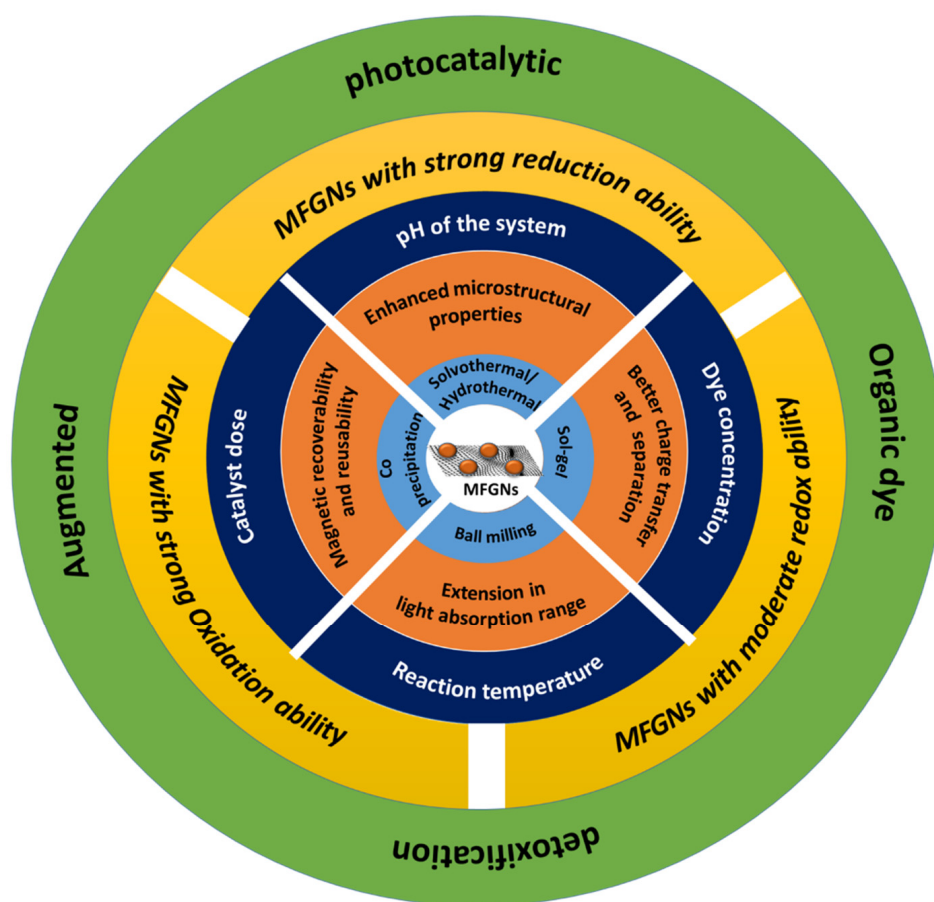 photocatalytic
Organic dye
detoxification
Augmented
MFGNs with strong reduction ability
MFGNs with moderate redox ability
MFGNs with strong Oxidation ability
pH of the system
Dye concentration
Reaction temperature
Catalyst dose
Enhanced microstructural
properties
Better charge transfer
and separation
Extension in
light absorption range
Magnetic recoverability
and reusability
Solvothermal/
Hydrothermal
Sol-gel
Ball milling
Co
precipitation
MFGNs